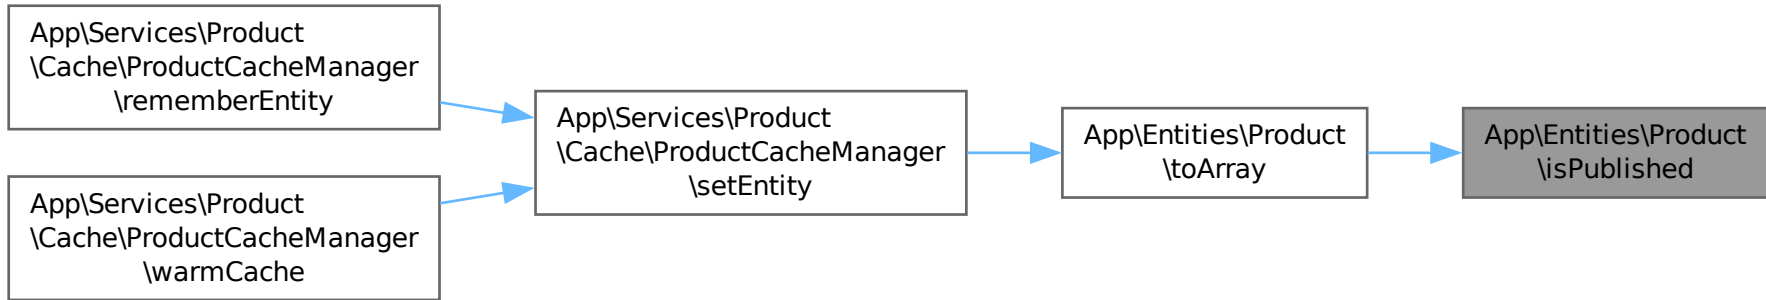 App\Services\Product
\Cache\ProductCacheManager
\rememberEntity
App\Services\Product
\Cache\ProductCacheManager
\warmCache
App\Services\Product
\Cache\ProductCacheManager
\setEntity
App\Entities\Product
\toArray
App\Entities\Product
\isPublished